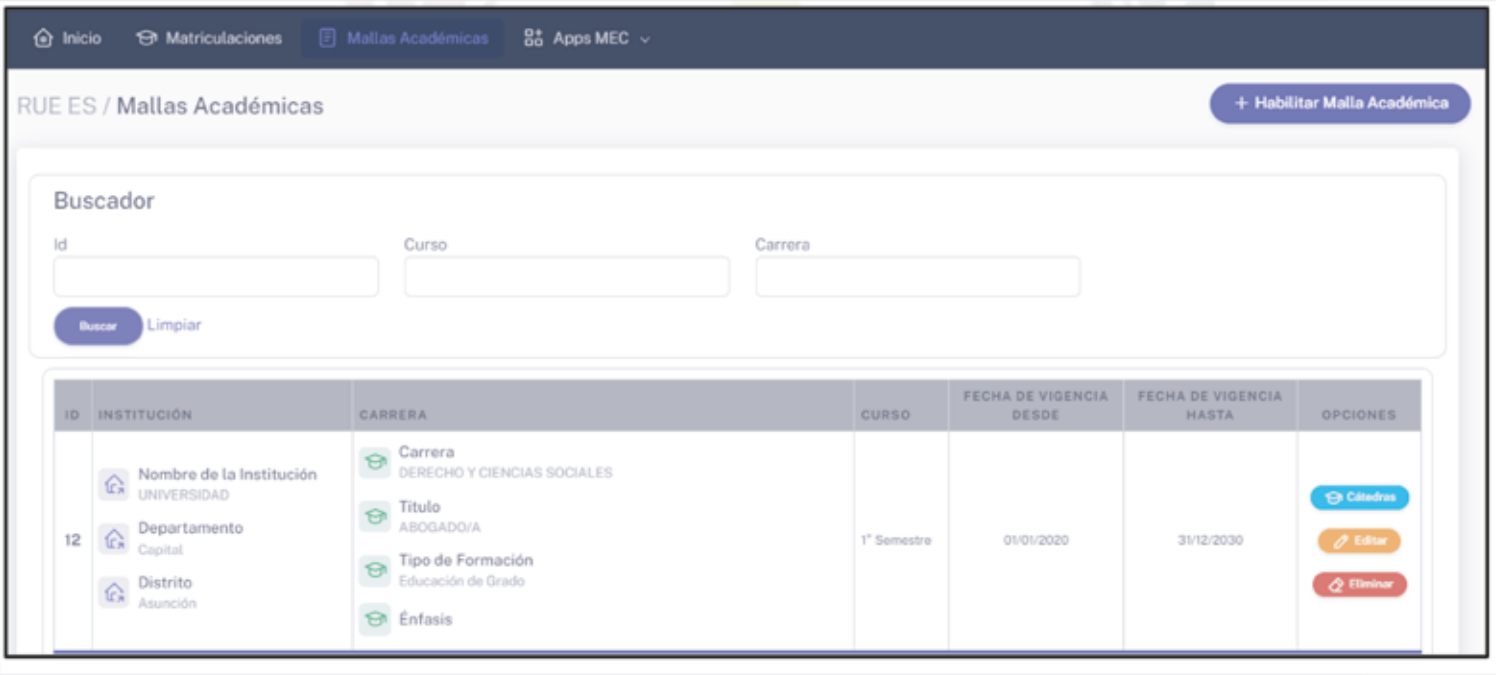 Inicio Matriculaciones Mallas Académicas Apps MEC
RUE ES / Mallas Académicas
+ Habilitar Malla Académica
Buscador
Id Curso Carrera
Buscar Limpiar
ID INSTITUCIÓN CARRERA CURSO FECHA DE VIGENCIA DESDE FECHA DE VIGENCIA HASTA OPCIONES
12
Nombre de la Institución
UNIVERSIDAD
Departamento
Capital
Distrito
Asunción
Carrera
DERECHO Y CIENCIAS SOCIALES
Título
ABOGADO/A
Tipo de Formación
Educación de Grado
Énfasis
1° Semestre
01/01/2020
31/12/2030
Cátedras
Editar
Eliminar